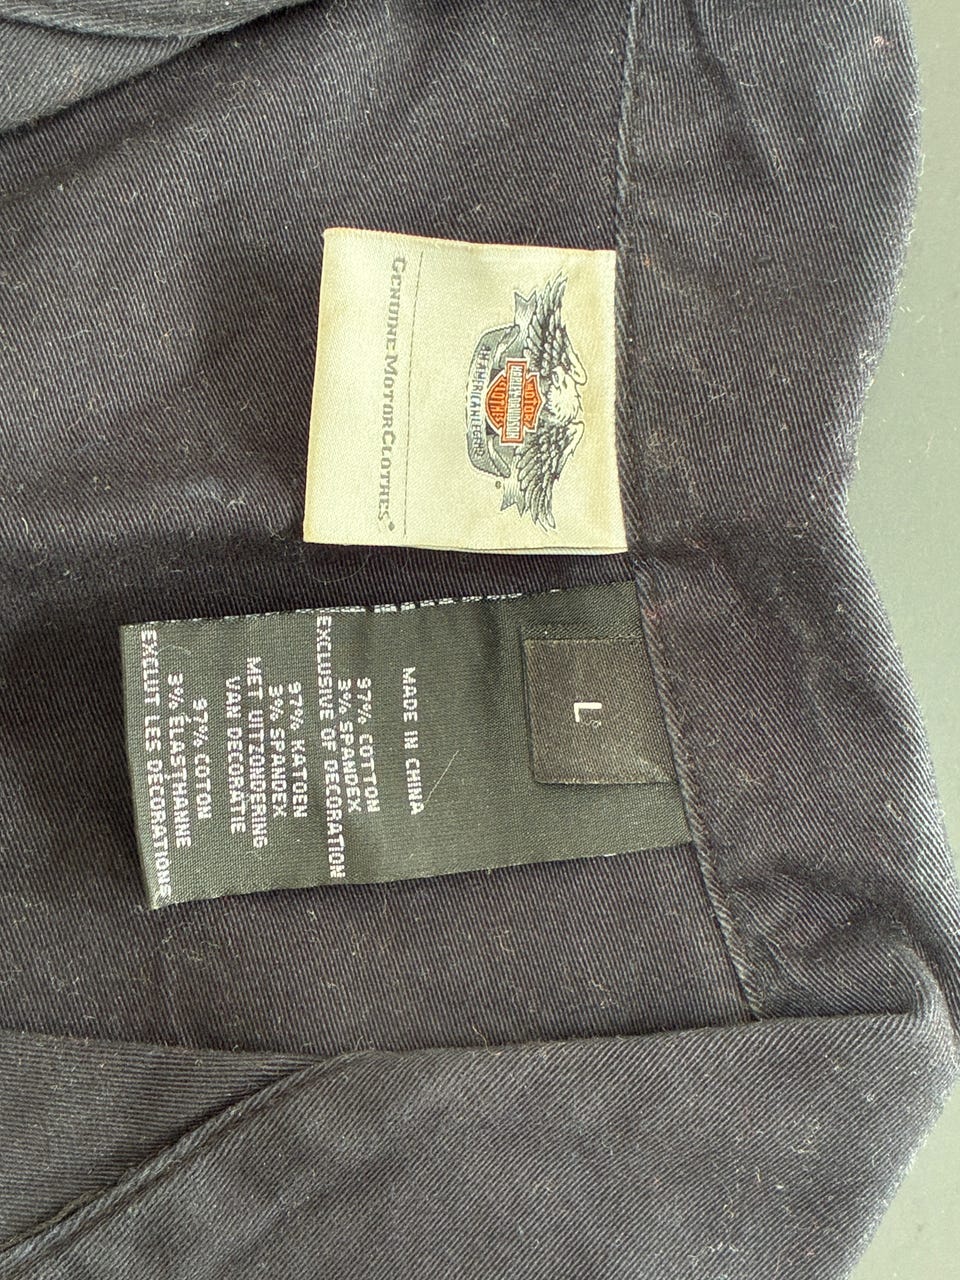 MOTOR
HARLEY-DAVIDSON
CLOTHES
AN AMERICAN LEGEND
®
GENUINE MOTORCLOTHES®
L
MADE IN CHINA
97% COTTON
3% SPANDEX
EXCLUSIVE OF DECORATION
97% KATOEN
3% SPANDEX
MET UITZONDERING
VAN DECORATIE
97% COTON
3% ÉLASTHANNE
EXCLUT LES DÉCORATIONS